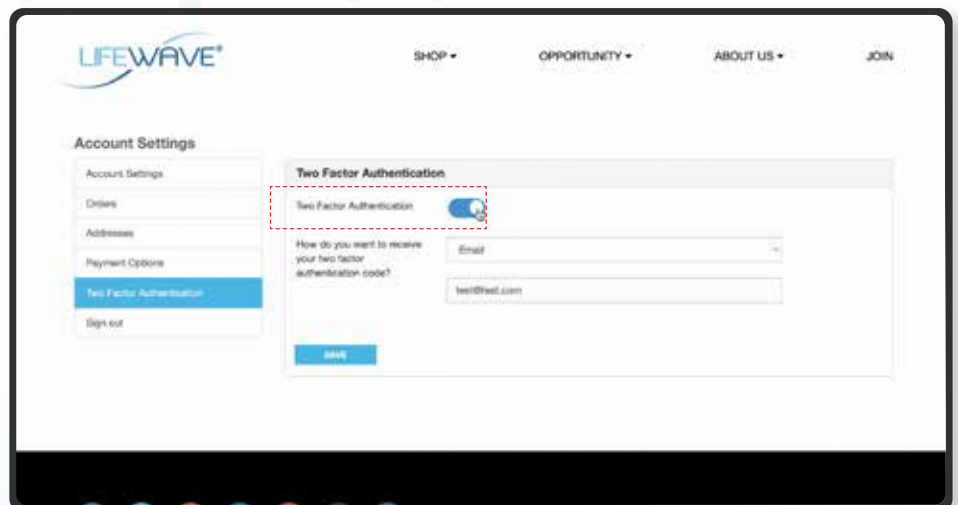 LIFEWAVE®
SHOP
OPPORTUNITY
ABOUT US
JOIN
Account Settings
Account Settings
Orders
Addresses
Payment Options
Two Factor Authentication
Sign out
Two Factor Authentication
Two Factor Authentication
How do you want to receive
your two factor
authentication code?
Email
test@test.com
SAVE